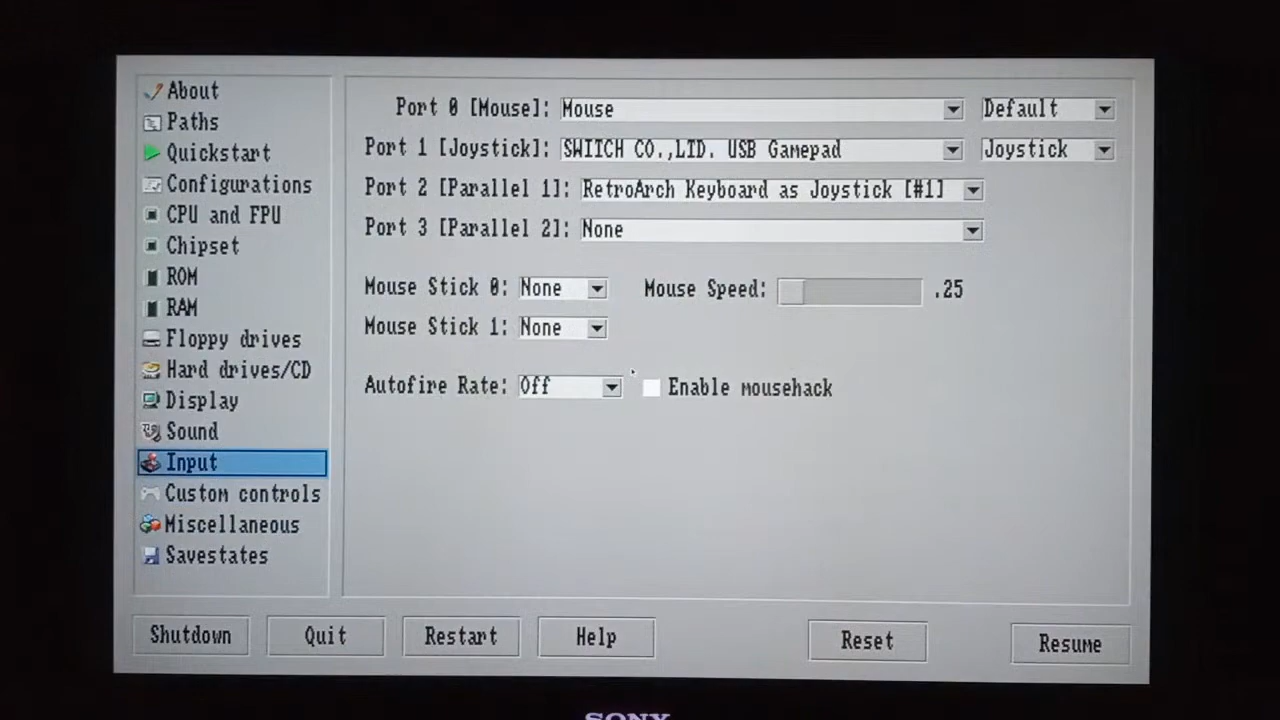 About
Paths
Quickstart
Configurations
CPU and FPU
Chipset
ROM
RAM
Floppy drives
Hard drives/CD
Display
Sound
Input
Custom controls
Miscellaneous
Savestates
Port 0 [Mouse]: Mouse Default
Port 1 [Joystick]: SWITCH CO.,LTD. USB Gamepad Joystick
Port 2 [Parallel 1]: RetroArch Keyboard as Joystick [#1]
Port 3 [Parallel 2]: None
Mouse Stick 0: None Mouse Speed: .25
Mouse Stick 1: None
Autofire Rate: Off Enable mousehack
Shutdown Quit Restart Help Reset Resume
SONY